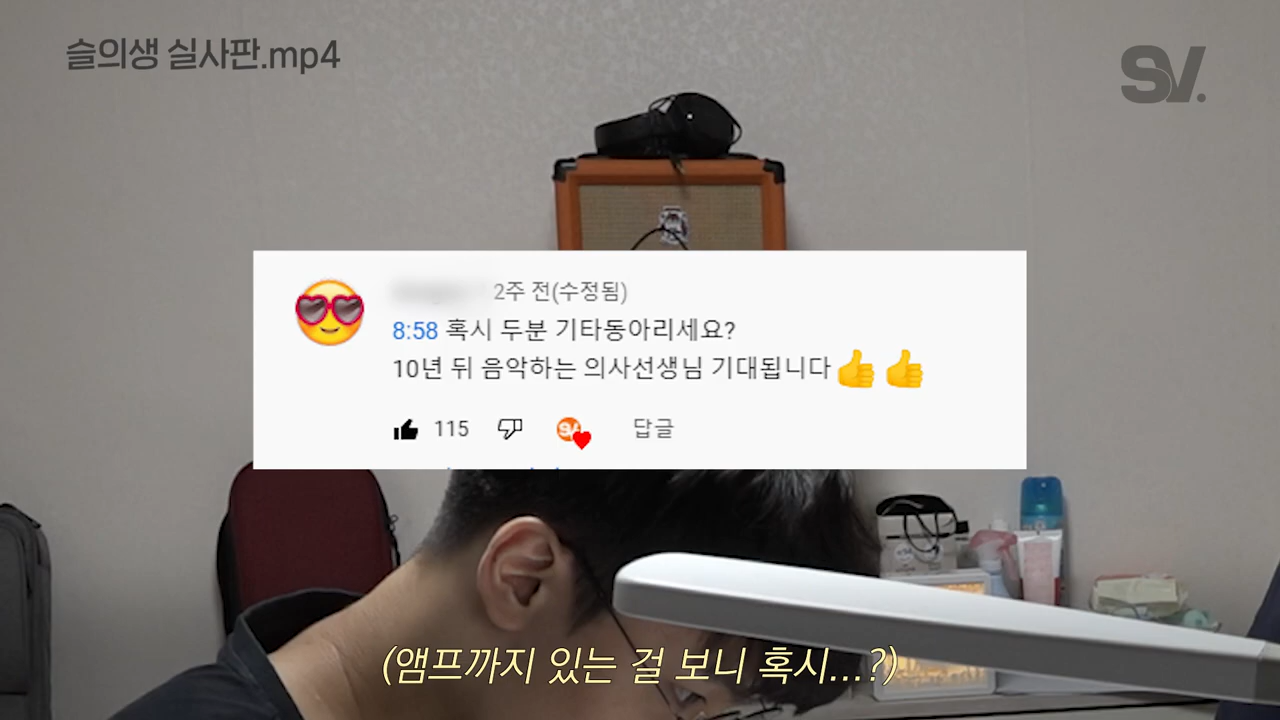 슬의생 실사판.mp4
SV.
2주 전(수정됨)
8:58 혹시 두분 기타동아리세요?
10년 뒤 음악하는 의사선생님 기대됩니다👍👍
115
답글
(앰프까지 있는 걸 보니 혹시...?)